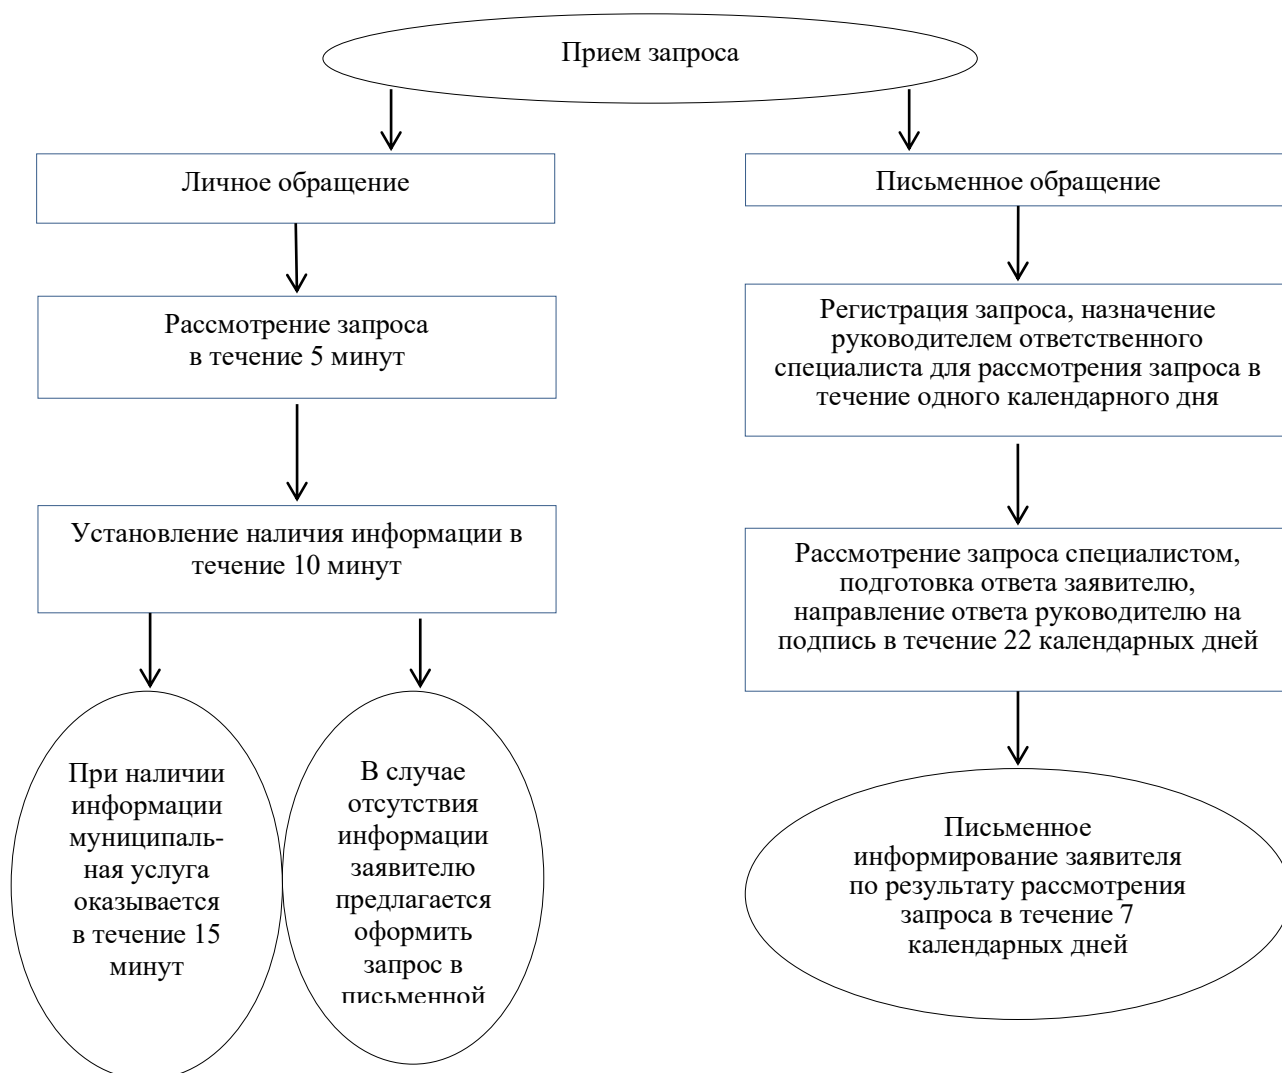 Прием запроса
Личное обращение
Письменное обращение
Рассмотрение запроса
в течение 5 минут
Регистрация запроса, назначение
руководителем ответственного
специалиста для рассмотрения запроса в
течение одного календарного дня
Установление наличия информации в
течение 10 минут
Рассмотрение запроса специалистом,
подготовка ответа заявителю,
направление ответа руководителю на
подпись в течение 22 календарных дней
При наличии
информации
муниципаль-
ная услуга
оказывается
в течение 15
минут
В случае
отсутствия
информации
заявителю
предлагается
оформить
запрос в
письменной
Письменное
информирование заявителя
по результату рассмотрения
запроса в течение 7
календарных дней